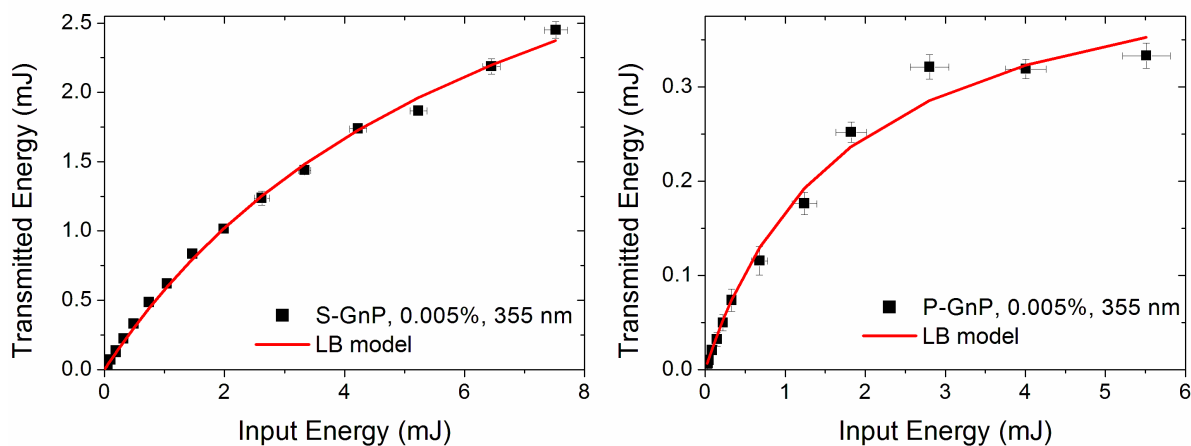 Transmitted Energy (mJ)
2.5
2.0
1.5
1.0
0.5
0.0
S-GnP, 0.005%, 355 nm
LB model
0
2
4
6
8
Input Energy (mJ)
Transmitted Energy (mJ)
0.3
0.2
0.1
0.0
P-GnP, 0.005%, 355 nm
LB model
0
1
2
3
4
5
6
Input Energy (mJ)